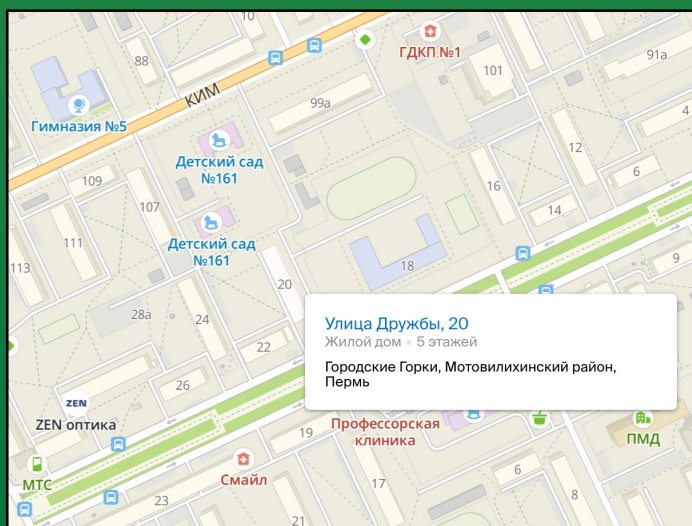 ГДКП №1
88
101
91а
99а
КИМ
4
Гимназия №5
12
Детский сад
№161
6
109
16
107
14
111
Детский сад
№161
9
113
18
20
28а
24
Улица Дружбы, 20
Жилой дом • 5 этажей
Городские Горки, Мотовилихинский район,
Пермь
22
26
ZEN
ZEN оптика
Профессорская
клиника
19
ПМД
МТС
Смайл
6
17
8
23
21